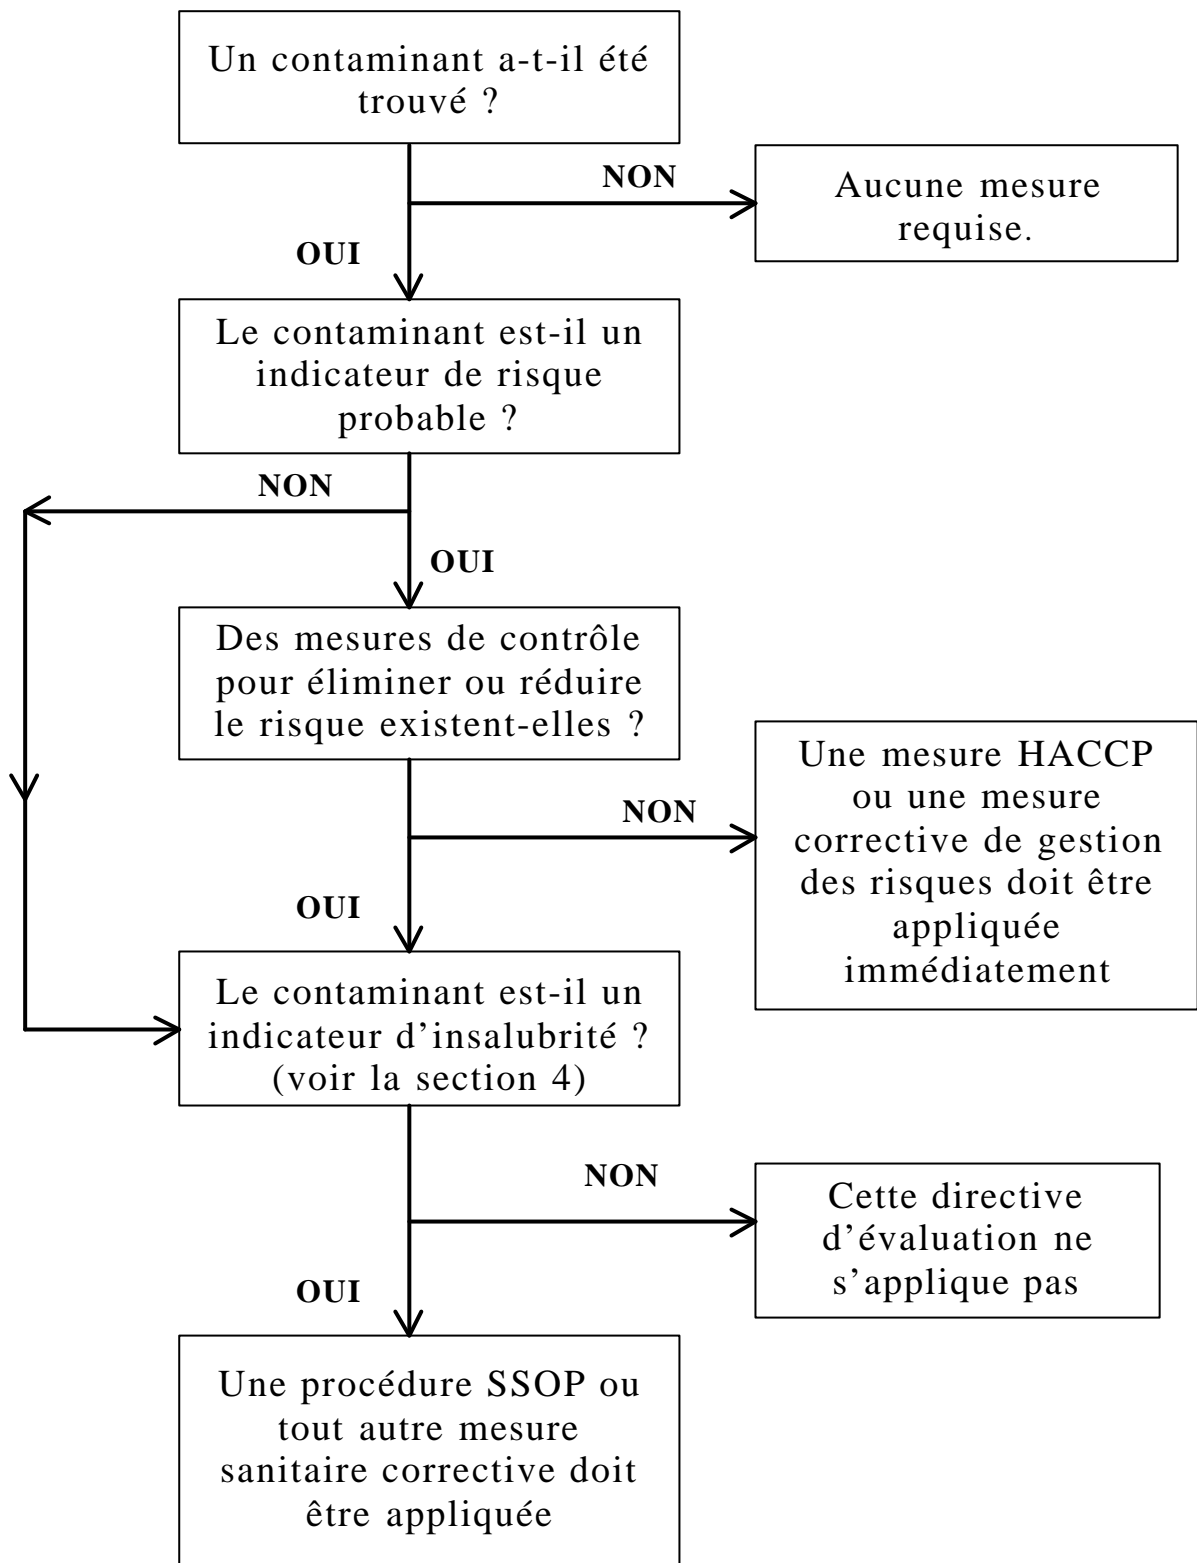 Un contaminant a-t-il été
trouvé ?
NON
Aucune mesure
requise.
OUI
Le contaminant est-il un
indicateur de risque
probable ?
NON
OUI
Des mesures de contrôle
pour éliminer ou réduire
le risque existent-elles ?
NON
Une mesure HACCP
ou une mesure
corrective de gestion
des risques doit être
appliquée
immédiatement
OUI
Le contaminant est-il un
indicateur d’insalubrité ?
(voir la section 4)
NON
Cette directive
d’évaluation ne
s’applique pas
OUI
Une procédure SSOP ou
tout autre mesure
sanitaire corrective doit
être appliquée